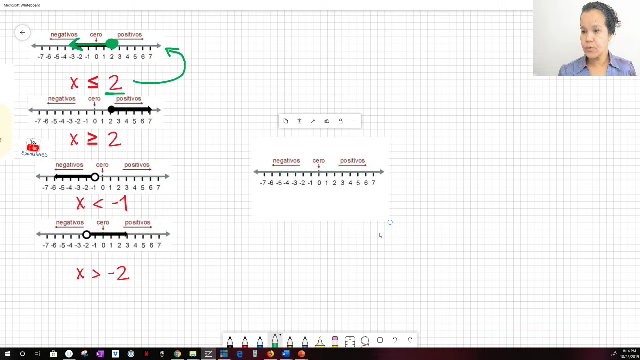 Microsoft Whiteboard
negativos cero positivos
-7 -6 -5 -4 -3 -2 -1 0 1 2 3 4 5 6 7
x ≤ 2
negativos cero positivos
-7 -6 -5 -4 -3 -2 -1 0 1 2 3 4 5 6 7
x ≥ 2
negativos cero positivos
-7 -6 -5 -4 -3 -2 -1 0 1 2 3 4 5 6 7
x < -1
negativos cero positivos
-7 -6 -5 -4 -3 -2 -1 0 1 2 3 4 5 6 7
x > -2
negativos cero positivos
-7 -6 -5 -4 -3 -2 -1 0 1 2 3 4 5 6 7